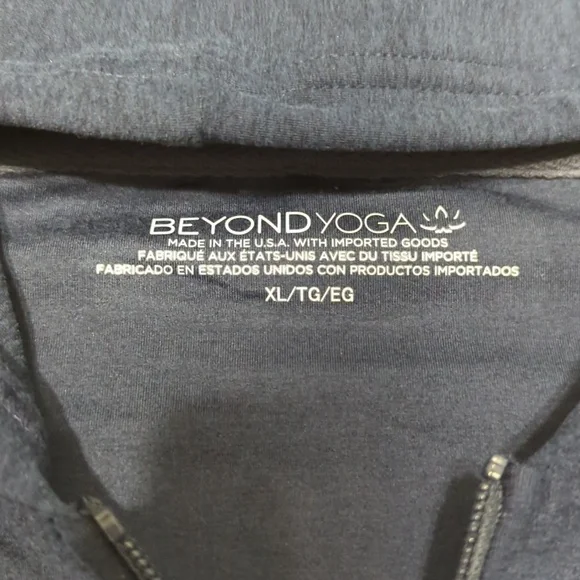 BEYOND YOGA
MADE IN THE U.S.A. WITH IMPORTED GOODS
FABRIQUÉ AUX ÉTATS-UNIS AVEC DU TISSU IMPORTÉ
FABRICADO EN ESTADOS UNIDOS CON PRODUCTOS IMPORTADOS
XL/TG/EG